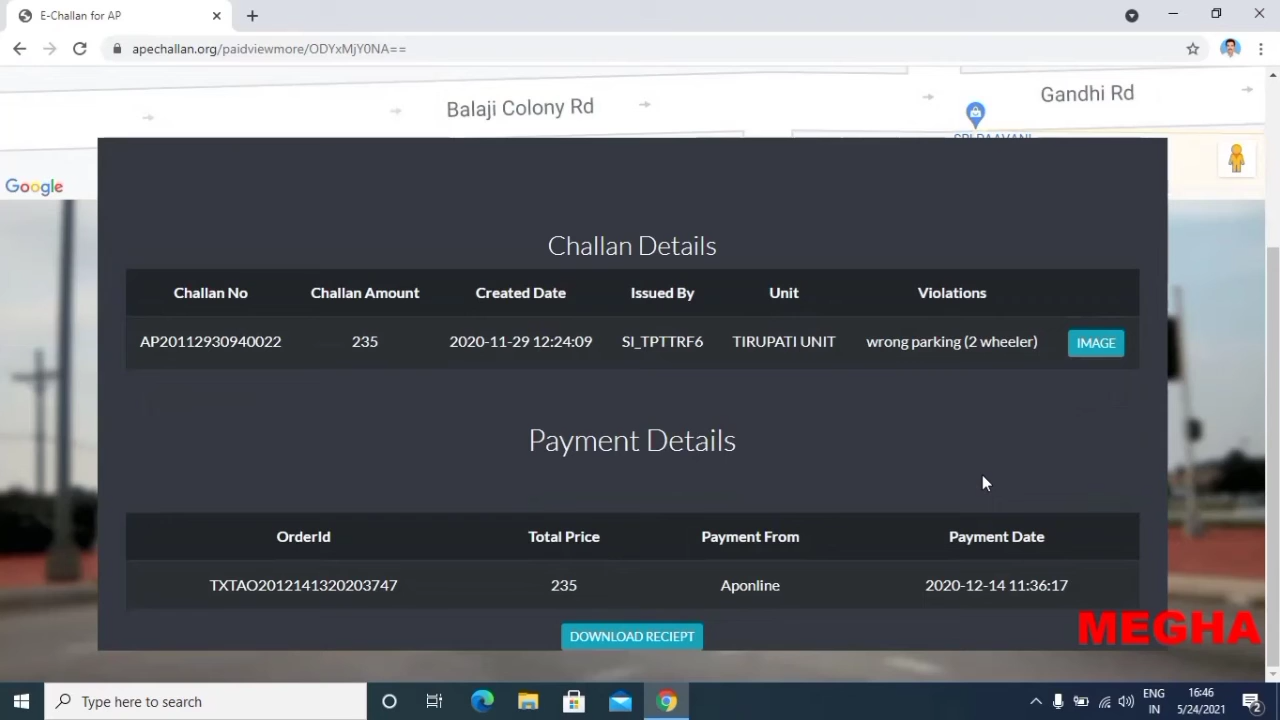 E-Challan for AP
apechallan.org/paidviewmore/ODYxMjY0NA==
Balaji Colony Rd
Gandhi Rd
SRI RAAVANI
Google
Challan Details
Challan No Challan Amount Created Date Issued By Unit Violations
AP20112930940022 235 2020-11-29 12:24:09 SI_TPTTRF6 TIRUPATI UNIT wrong parking (2 wheeler) IMAGE
Payment Details
OrderId Total Price Payment From Payment Date
TXTAO2012141320203747 235 Aponline 2020-12-14 11:36:17
DOWNLOAD RECIEPT
MEGHA
Type here to search
ENG
IN
16:46
5/24/2021
2